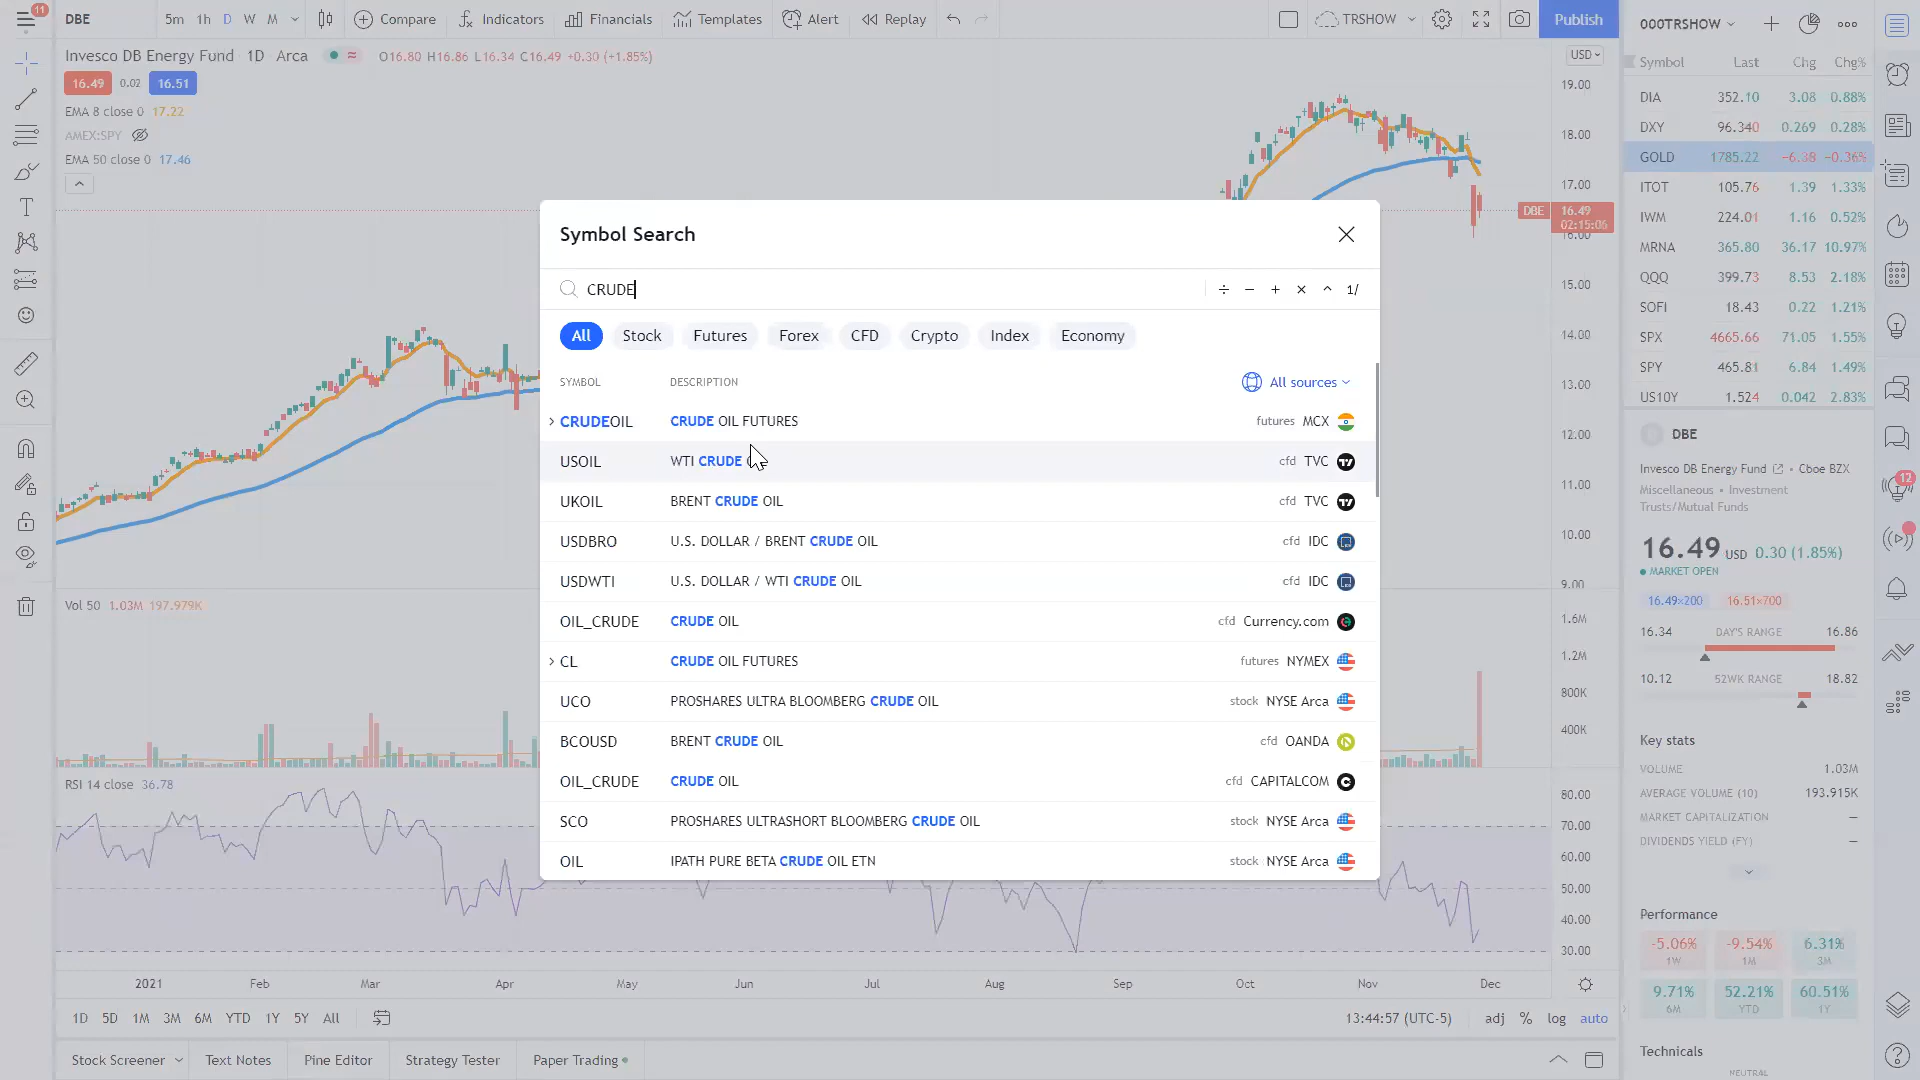 11
DBE
5m 1h D W M
Compare
Indicators
Financials
Templates
Alert
Replay
TRSHOW
Publish
Invesco DB Energy Fund 1D Arca
O16.80 H16.86 L16.34 C16.49 +0.30 (+1.85%)
16.49 0.02 16.51
EMA 8 close 0 17.22
AMEX:SPY
EMA 50 close 0 17.46
USD
19.00
18.00
17.00
DBE 16.49
02:15:06
16.00
15.00
14.00
13.00
12.00
11.00
10.00
9.00
Symbol Search
CRUDE
÷ − + × ^ 1/
All Stock Futures Forex CFD Crypto Index Economy
SYMBOL DESCRIPTION All sources
CRUDEOIL CRUDE OIL FUTURES futures MCX
USOIL WTI CRUDE cfd TVC
UKOIL BRENT CRUDE OIL cfd TVC
USDBRO U.S. DOLLAR / BRENT CRUDE OIL cfd IDC
USDWTI U.S. DOLLAR / WTI CRUDE OIL cfd IDC
OIL_CRUDE CRUDE OIL cfd Currency.com
CL CRUDE OIL FUTURES futures NYMEX
UCO PROSHARES ULTRA BLOOMBERG CRUDE OIL stock NYSE Arca
BCOUSD BRENT CRUDE OIL cfd OANDA
OIL_CRUDE CRUDE OIL cfd CAPITALCOM
SCO PROSHARES ULTRASHORT BLOOMBERG CRUDE OIL stock NYSE Arca
OIL IPATH PURE BETA CRUDE OIL ETN stock NYSE Arca
Vol 50 1.03M 197.979K
1.6M
1.2M
800K
400K
RSI 14 close 36.78
80.00
70.00
60.00
50.00
40.00
30.00
2021 Feb Mar Apr May Jun Jul Aug Sep Oct Nov Dec
1D 5D 1M 3M 6M YTD 1Y 5Y All
13:44:57 (UTC-5) adj % log auto
Stock Screener Text Notes Pine Editor Strategy Tester Paper Trading
000TRSHOW
Symbol Last Chg Chg%
DIA 352.10 3.08 0.88%
DXY 96.340 0.269 0.28%
GOLD 1785.22 −6.38 −0.36%
ITOT 105.76 1.39 1.33%
IWM 224.01 1.16 0.52%
MRNA 365.80 36.17 10.97%
QQQ 399.73 8.53 2.18%
SOFI 18.43 0.22 1.21%
SPX 4665.66 71.05 1.55%
SPY 465.81 6.84 1.49%
US10Y 1.524 0.042 2.83%
D DBE
Invesco DB Energy Fund • Cboe BZX
Miscellaneous • Investment
Trusts/Mutual Funds
16.49 USD 0.30 (1.85%)
MARKET OPEN
16.49×200 16.51×700
16.34 DAY'S RANGE 16.86
10.12 52WK RANGE 18.82
Key stats
VOLUME 1.03M
AVERAGE VOLUME (10) 193.915K
MARKET CAPITALIZATION —
DIVIDENDS YIELD (FY) —
Performance
-5.06% -9.54% 6.31%
1W 1M 3M
9.71% 52.21% 60.51%
6M YTD 1Y
Technicals
NEUTRAL
12